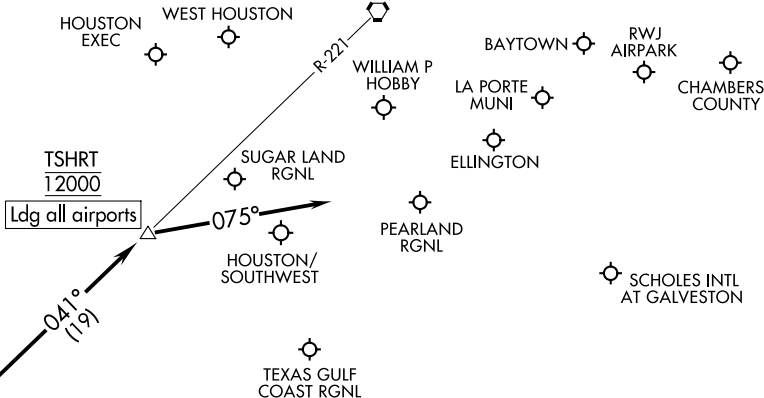 HOUSTON
EXEC
WEST HOUSTON
R-221
WILLIAM P
HOBBY
BAYTOWN
RWJ
AIRPARK
LA PORTE
MUNI
CHAMBERS
COUNTY
ELLINGTON
TSHRT
12000
Ldg all airports
SUGAR LAND
RGNL
075°
PEARLAND
RGNL
HOUSTON/
SOUTHWEST
SCHOLES INTL
AT GALVESTON
041°
(19)
TEXAS GULF
COAST RGNL